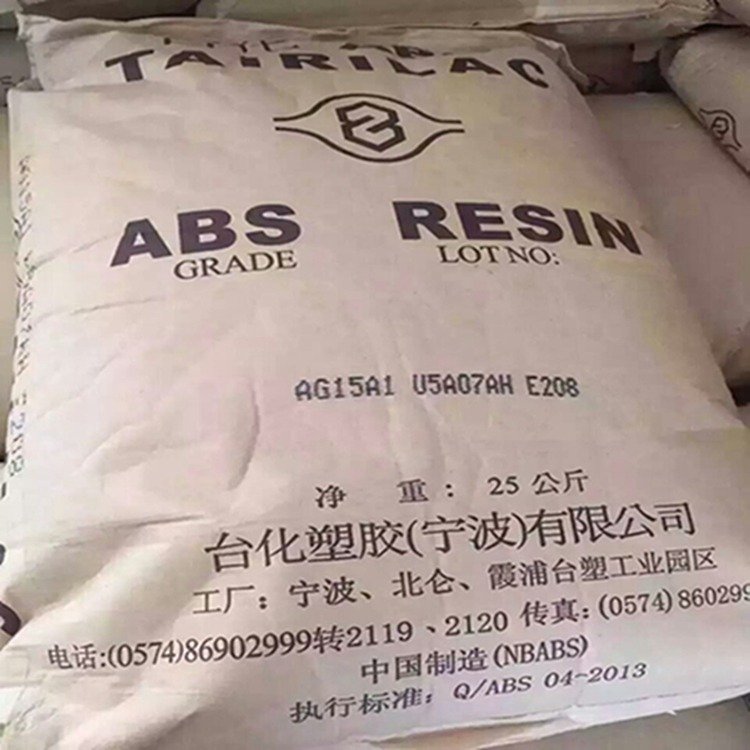 TAIRILAC
ABS RESIN
GRADE LOT NO:
AG15A1 U5A07AH E208
净 重: 25公斤
台化塑胶(宁波)有限公司
工厂: 宁波、北仑、霞浦台塑工业园区
电话:(0574)86902999转2119、2120 传真:(0574)860299
中国制造(NBABS)
执行标准: Q/ABS 04-2013